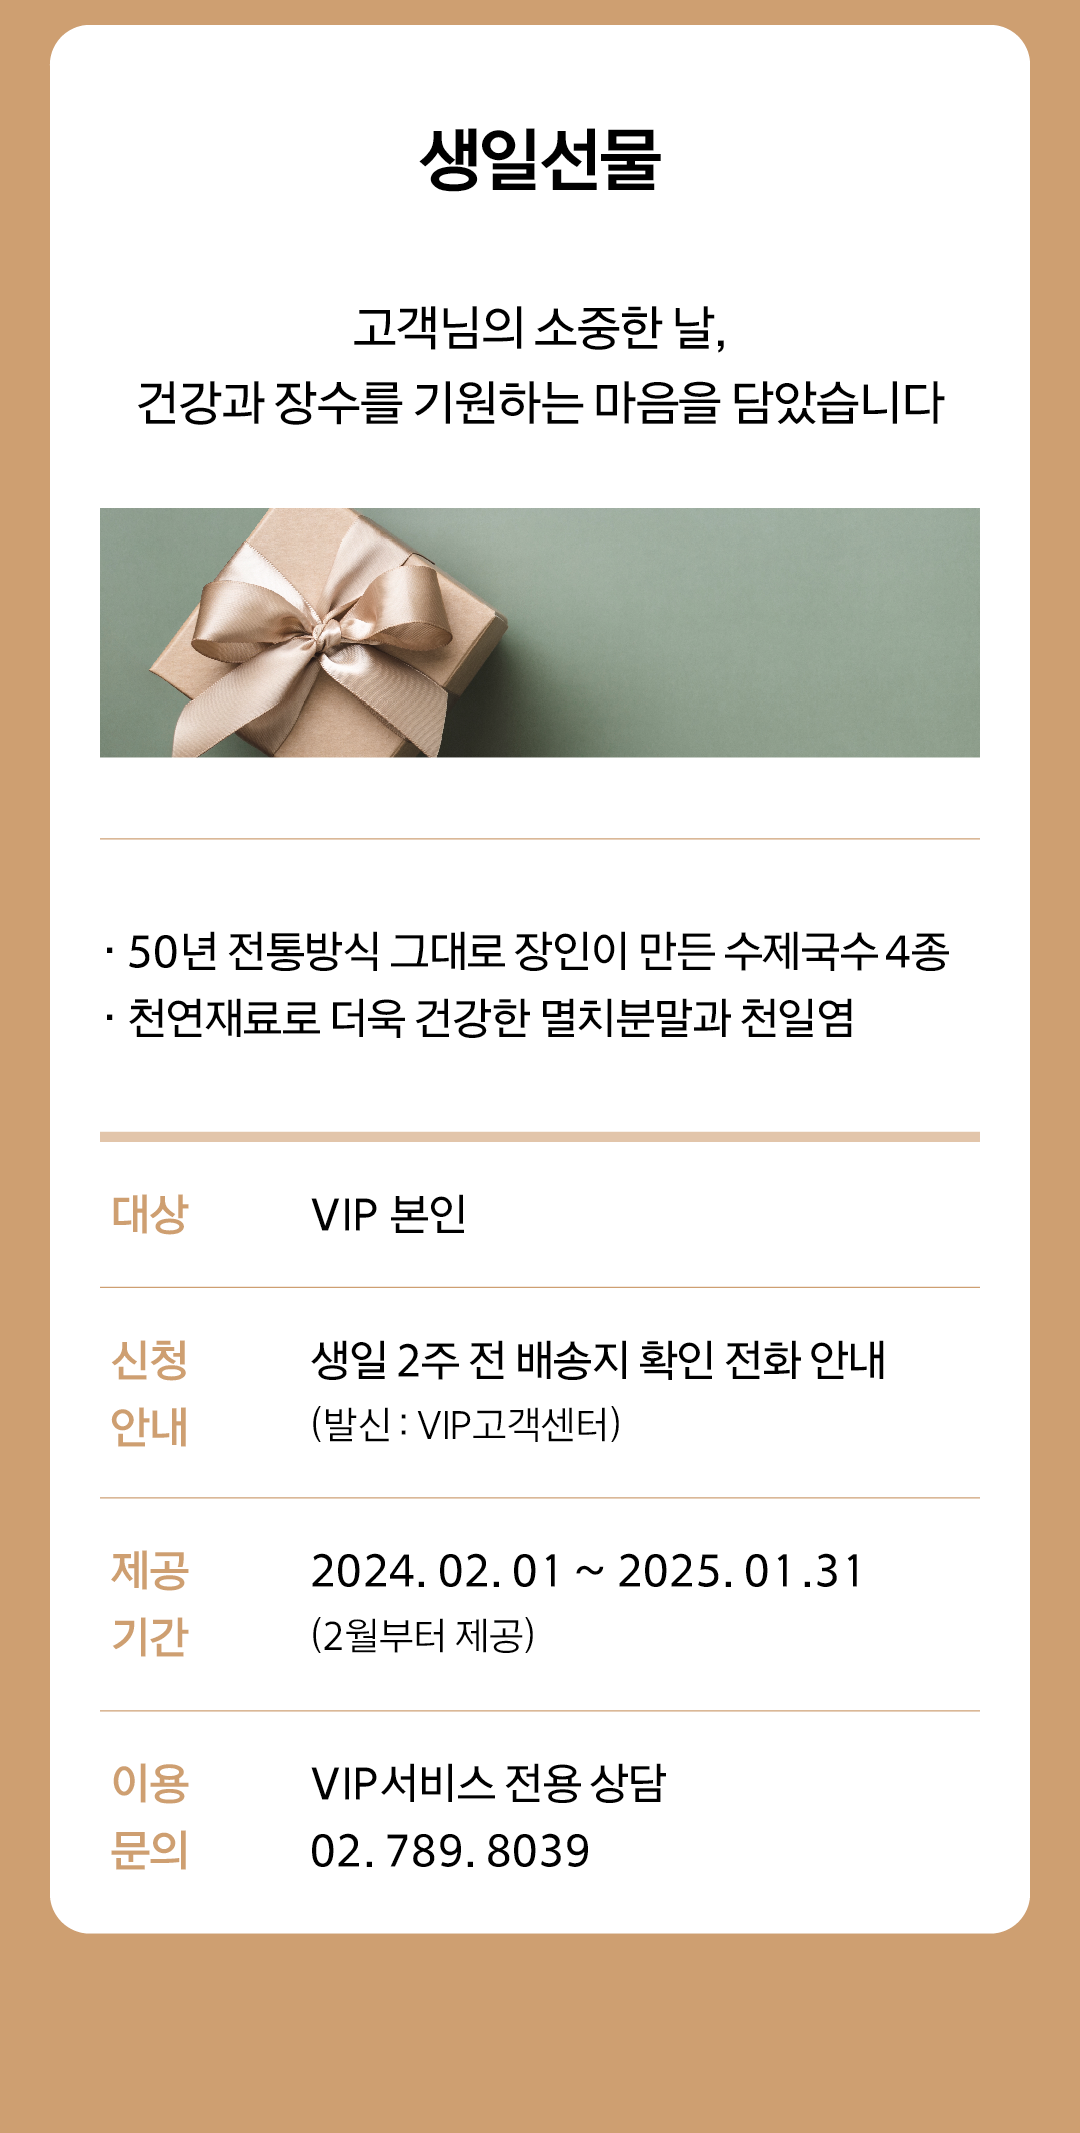 생일선물
고객님의 소중한 날,
건강과 장수를 기원하는 마음을 담았습니다
· 50년 전통방식 그대로 장인이 만든 수제국수 4종
· 천연재료로 더욱 건강한 멸치분말과 천일염
대상 VIP 본인
신청 생일 2주 전 배송지 확인 전화 안내
안내 (발신 : VIP고객센터)
제공 2024. 02. 01 ~ 2025. 01.31
기간 (2월부터 제공)
이용 VIP서비스 전용 상담
문의 02. 789. 8039